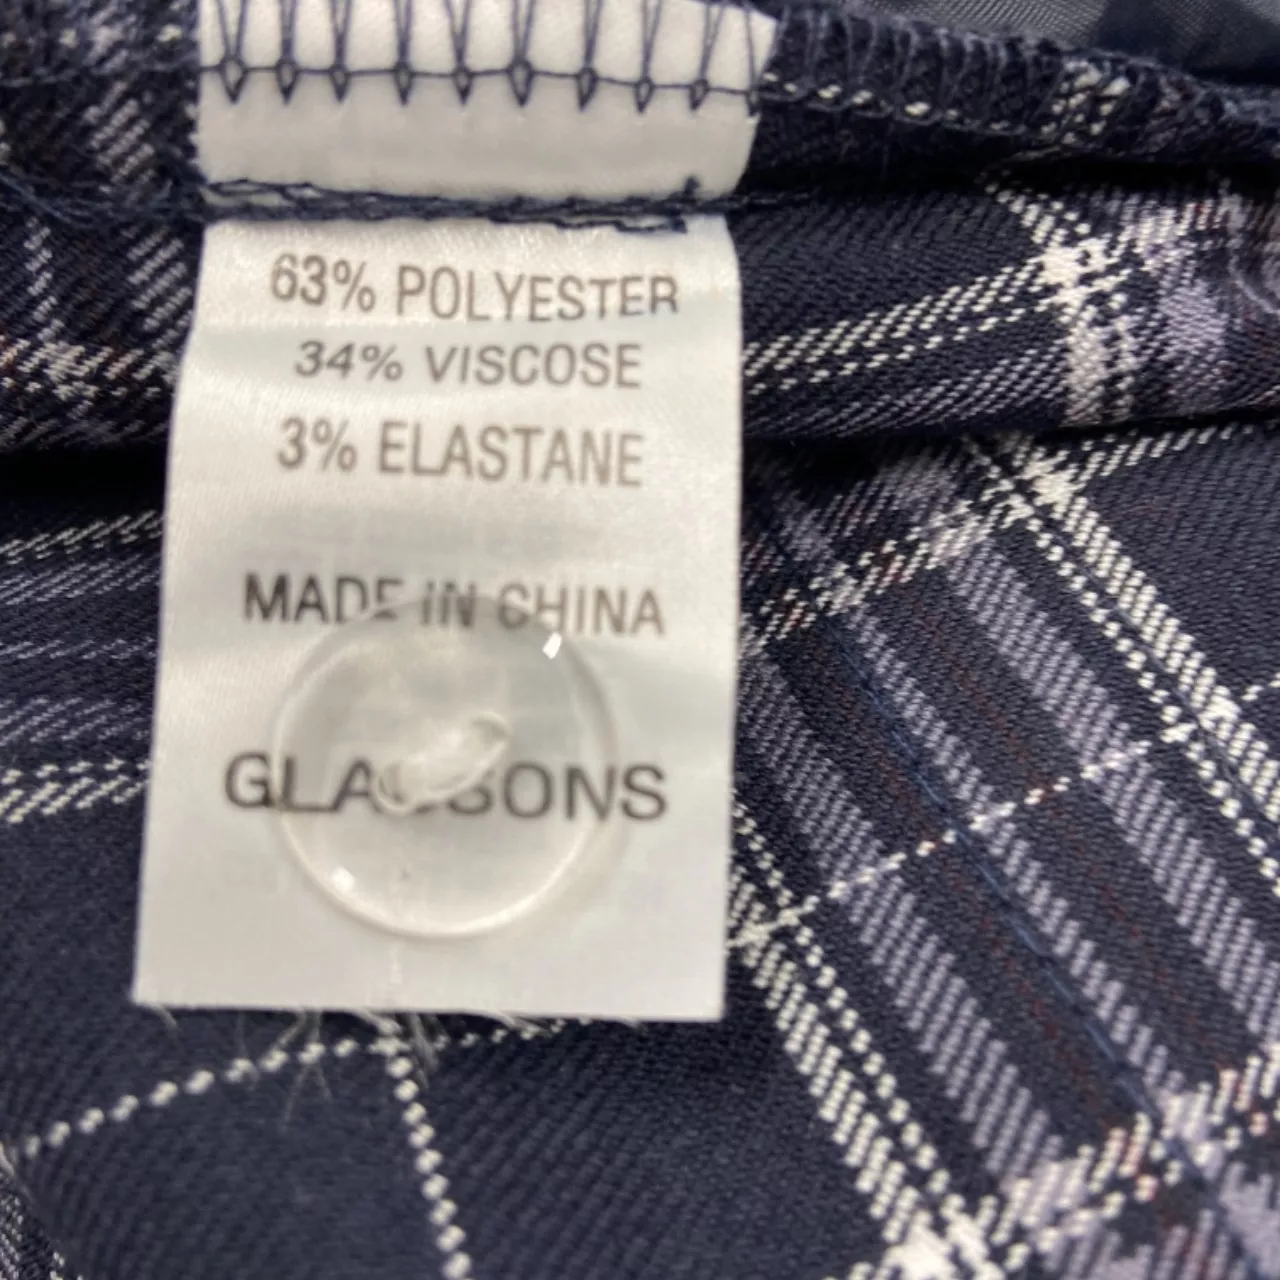 63% POLYESTER
34% VISCOSE
3% ELASTANE
MADE IN CHINA
GLASSONS